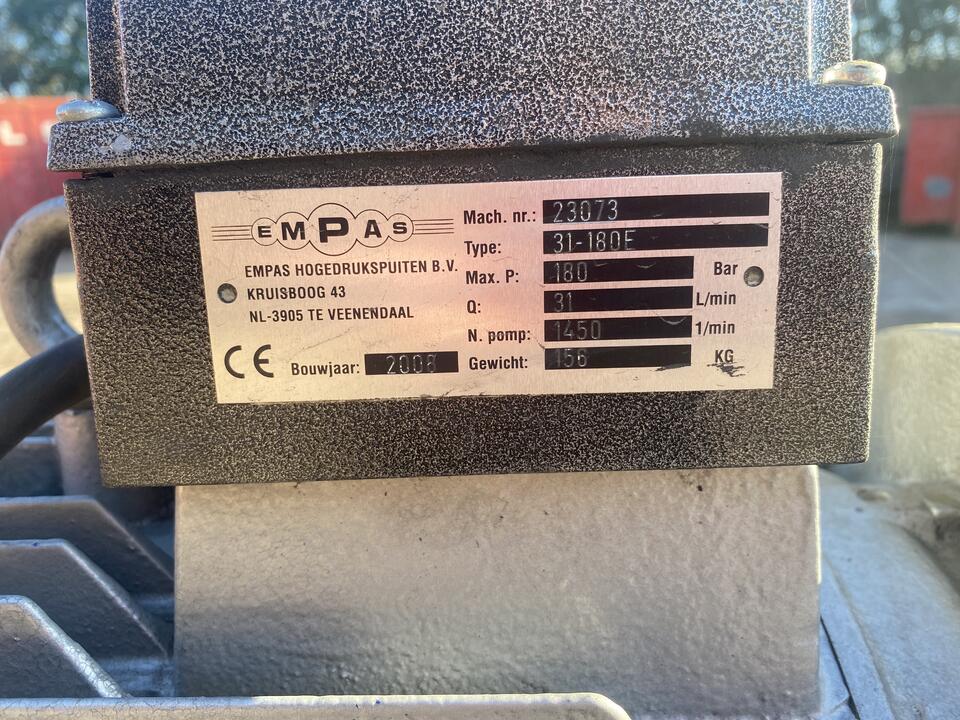 EMPAS
EMPAS HOGEDRUKSPUITEN B.V.
KRUISBOOG 43
NL-3905 TE VEENENDAAL
CE Bouwjaar: 2008
Mach. nr.: 23073
Type: 31-180E
Max. P: 180 Bar
Q: 31 L/min
N. pomp: 1450 1/min
Gewicht: 156 KG